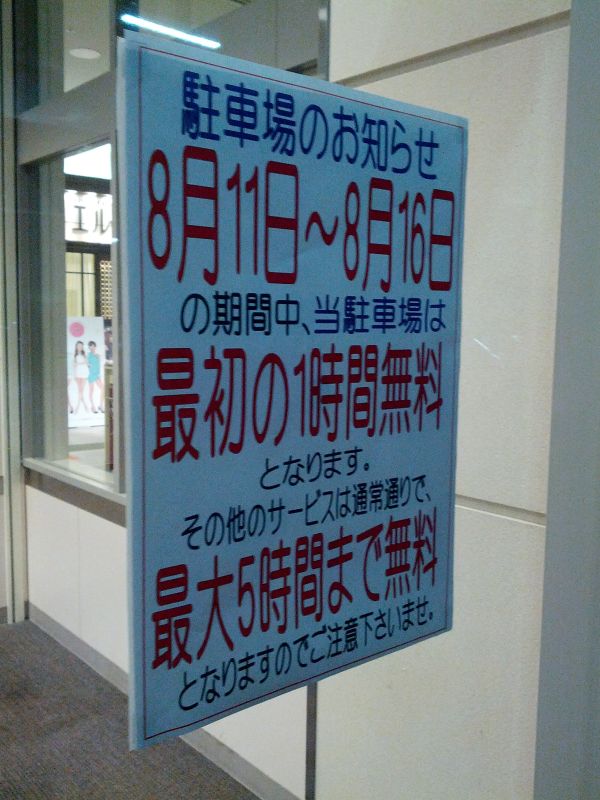 駐車場のお知らせ
8月11日～8月16日
の期間中、当駐車場は
最初の1時間無料
となります。
その他のサービスは通常通りで、
最大5時間まで無料
となりますのでご注意下さいませ。
エル